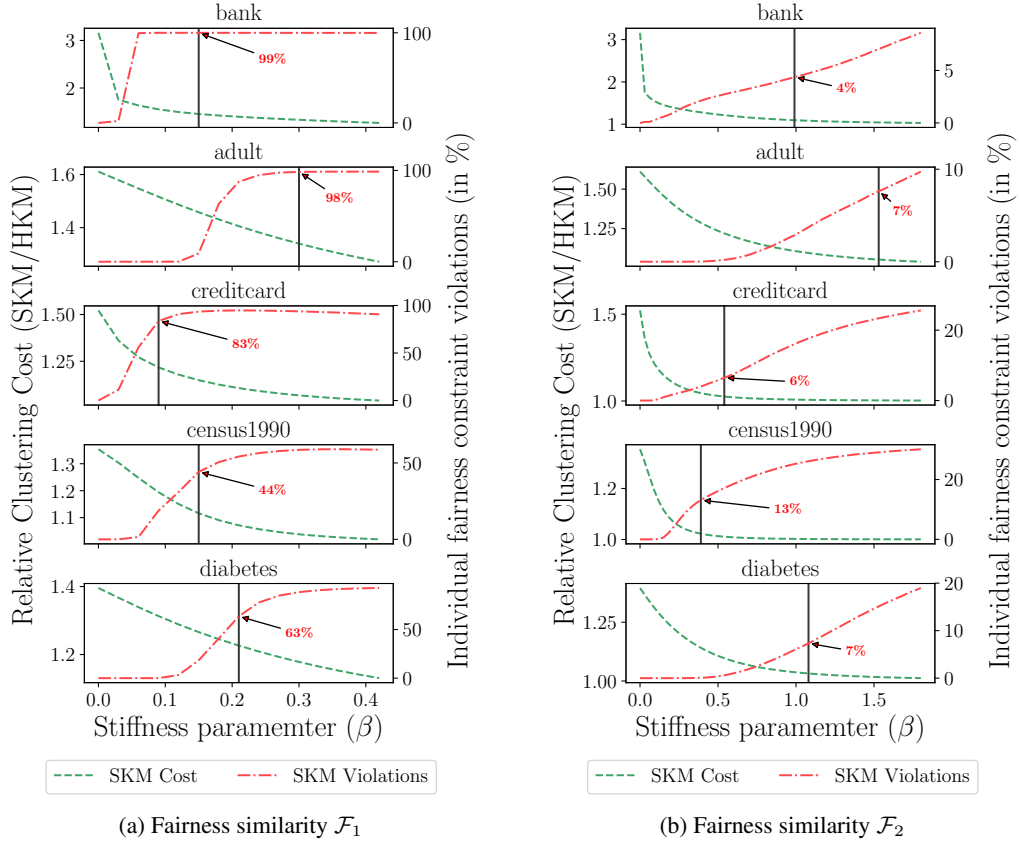 bank
3
2
100
0
99%
adult
1.6
1.4
100
0
98%
creditcard
1.50
1.25
100
50
0
83%
census1990
1.3
1.2
1.1
50
0
44%
diabetes
1.4
1.3
1.2
50
0
63%
0.0 0.1 0.2 0.3 0.4
Stiffness paramemter (β)
Relative Clustering Cost (SKM/HKM)
Individual fairness constraint violations (in %)
SKM Cost SKM Violations
(a) Fairness similarity F₁
bank
3
2
1
5
0
4%
adult
1.50
1.25
10
5
0
7%
creditcard
1.5
1.0
20
0
6%
census1990
1.2
1.0
20
0
13%
diabetes
1.25
1.00
20
10
0
7%
0.0 0.5 1.0 1.5
Stiffness paramemter (β)
Relative Clustering Cost (SKM/HKM)
Individual fairness constraint violations (in %)
SKM Cost SKM Violations
(b) Fairness similarity F₂